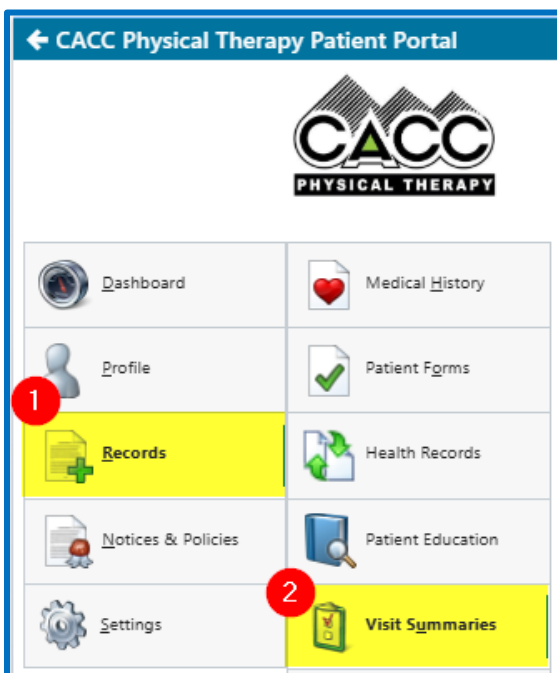 ← CACC Physical Therapy Patient Portal
CACC
PHYSICAL THERAPY
Dashboard
Medical History
Profile
Patient Forms
1
Records
Health Records
Notices & Policies
Patient Education
2
Settings
Visit Summaries